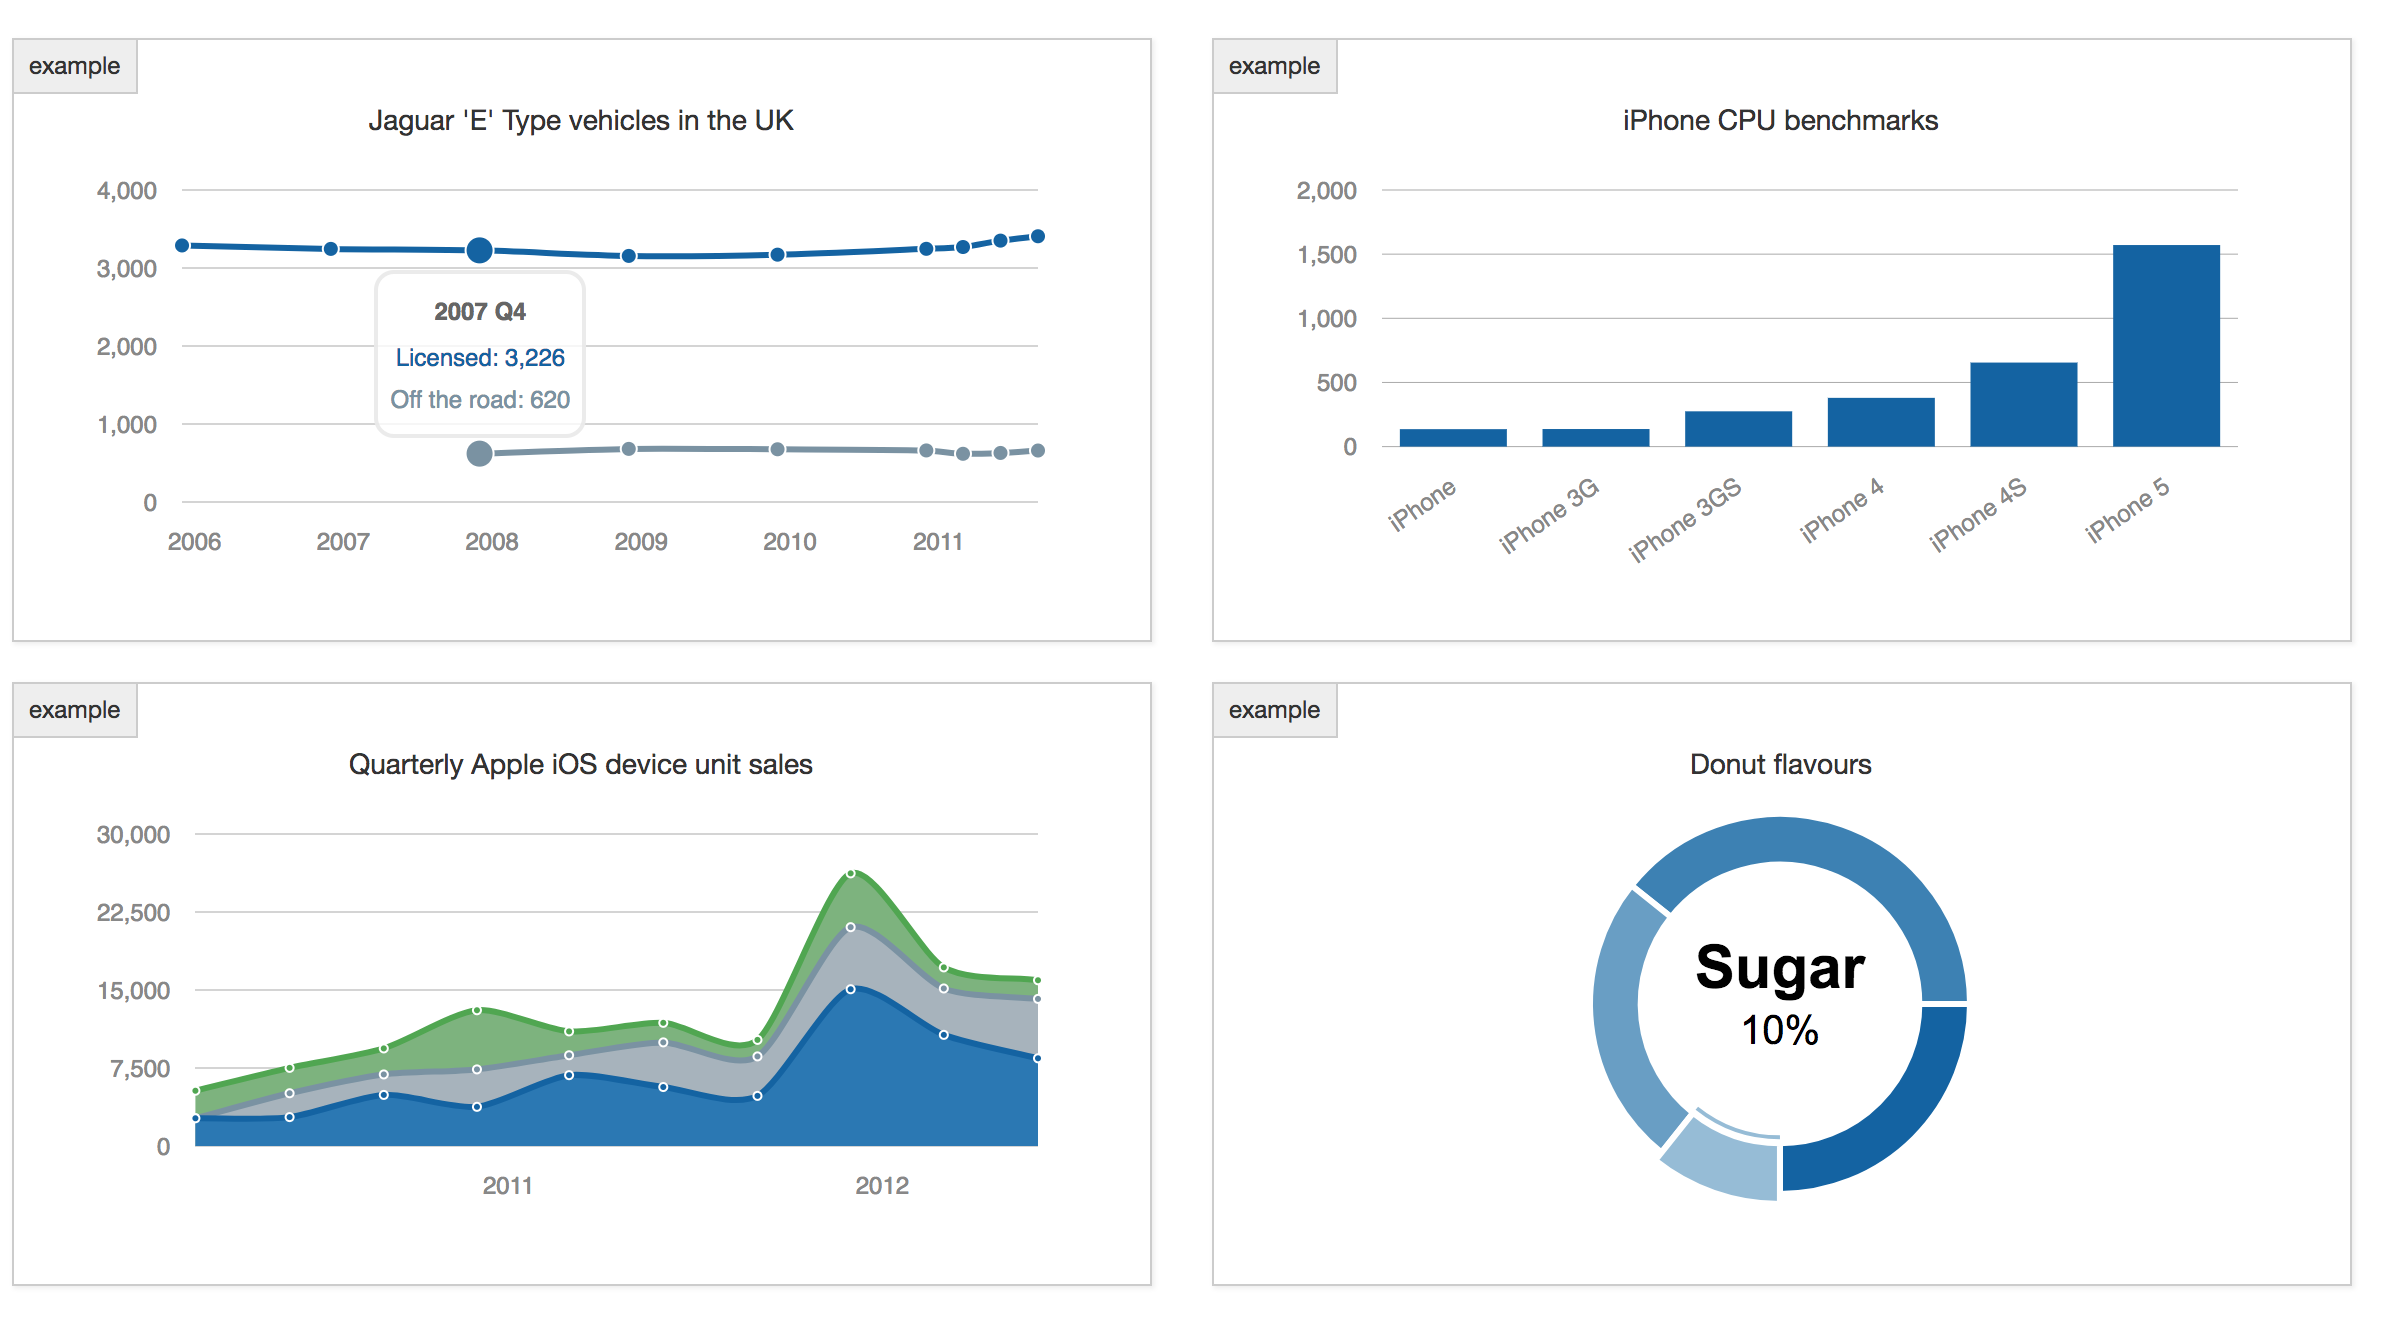 example
Jaguar 'E' Type vehicles in the UK
4,000
3,000
2,000
1,000
0
2007 Q4
Licensed: 3,226
Off the road: 620
2006 2007 2008 2009 2010 2011
example
iPhone CPU benchmarks
2,000
1,500
1,000
500
0
iPhone iPhone 3G iPhone 3GS iPhone 4 iPhone 4S iPhone 5
example
Quarterly Apple iOS device unit sales
30,000
22,500
15,000
7,500
0
2011 2012
example
Donut flavours
Sugar
10%